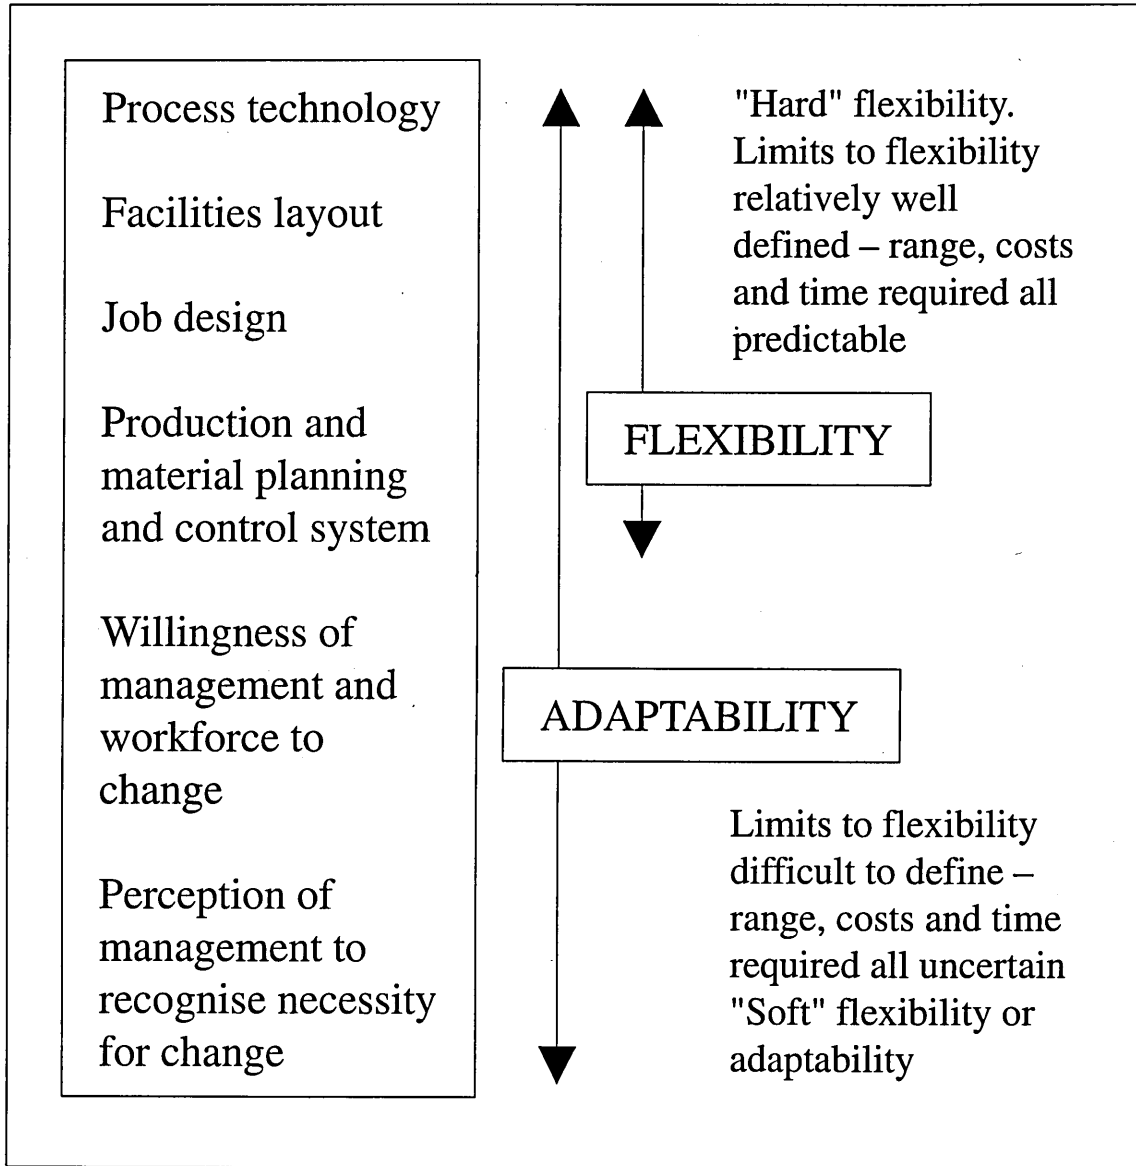 Process technology
Facilities layout
Job design
Production and
material planning
and control system
Willingness of
management and
workforce to
change
Perception of
management to
recognise necessity
for change
"Hard" flexibility.
Limits to flexibility
relatively well
defined – range, costs
and time required all
predictable
FLEXIBILITY
ADAPTABILITY
Limits to flexibility
difficult to define –
range, costs and time
required all uncertain
"Soft" flexibility or
adaptability